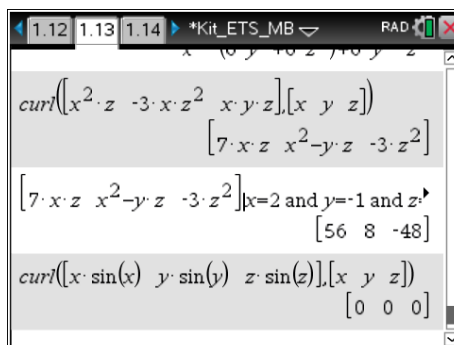 1.12 1.13 1.14 *Kit_ETS_MB RAD
curl([x²·z -3·x·z² x·y·z],[x y z])
[7·x·z x²-y·z -3·z²]
[7·x·z x²-y·z -3·z²]|x=2 and y=-1 and z=
[56 8 -48]
curl([x·sin(x) y·sin(y) z·sin(z)],[x y z])
[0 0 0]